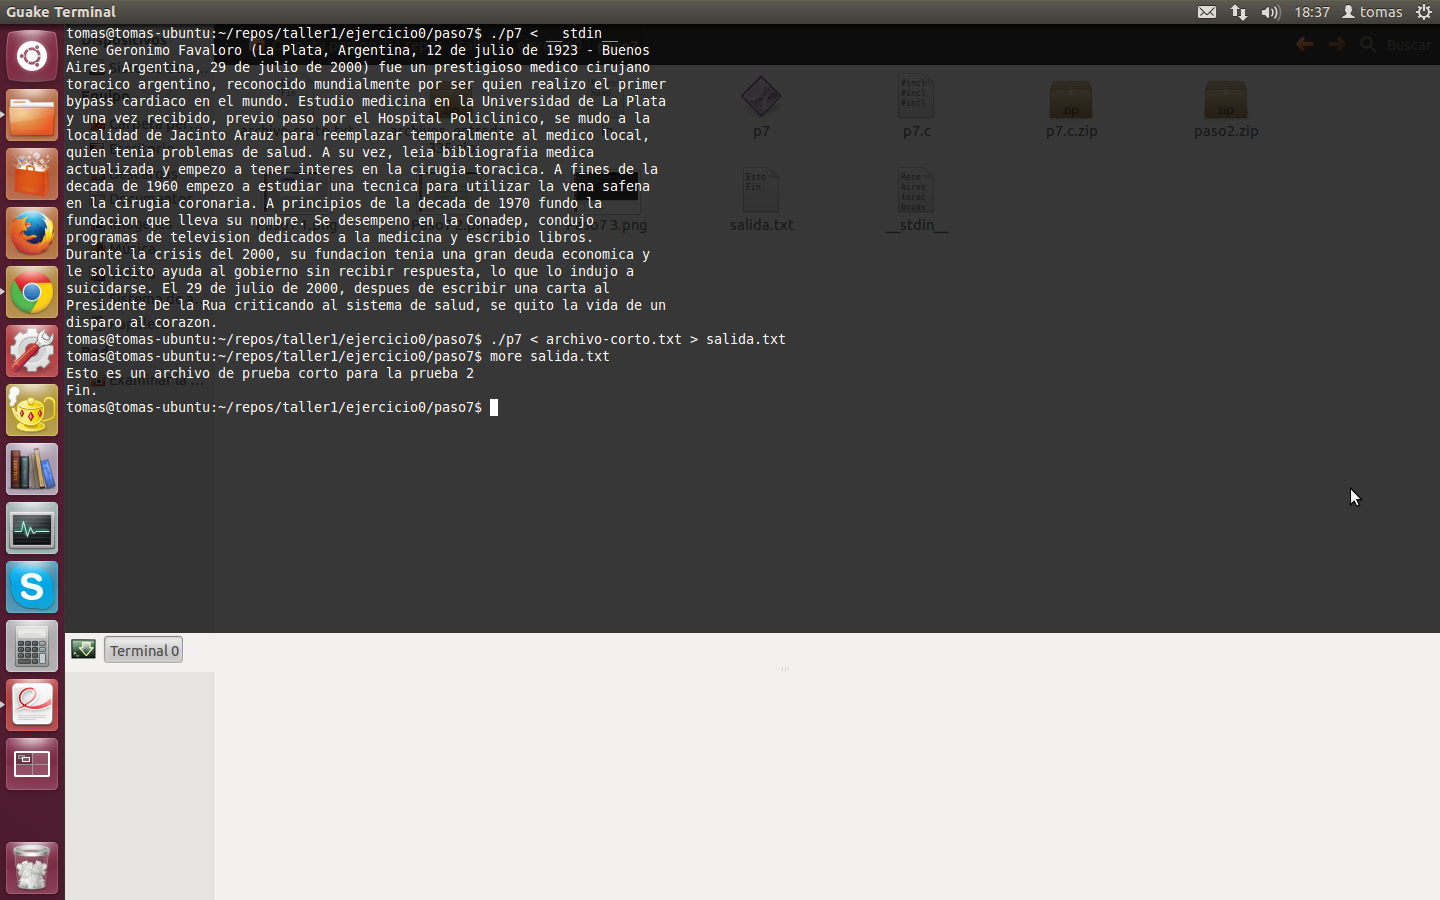 Guake Terminal
18:37
tomas
tomas@tomas-ubuntu:~/repos/taller1/ejercicio0/paso7$ ./p7 < __stdin__
Rene Geronimo Favaloro (La Plata, Argentina, 12 de julio de 1923 - Buenos
Aires, Argentina, 29 de julio de 2000) fue un prestigioso medico cirujano
toracico argentino, reconocido mundialmente por ser quien realizo el primer
bypass cardiaco en el mundo. Estudio medicina en la Universidad de La Plata
y una vez recibido, previo paso por el Hospital Policlinico, se mudo a la
localidad de Jacinto Arauz para reemplazar temporalmente al medico local,
quien tenia problemas de salud. A su vez, leia bibliografia medica
actualizada y empezo a tener interes en la cirugia toracica. A fines de la
decada de 1960 empezo a estudiar una tecnica para utilizar la vena safena
en la cirugia coronaria. A principios de la decada de 1970 fundo la
fundacion que lleva su nombre. Se desempeno en la Conadep, condujo
programas de television dedicados a la medicina y escribio libros.
Durante la crisis del 2000, su fundacion tenia una gran deuda economica y
le solicito ayuda al gobierno sin recibir respuesta, lo que lo indujo a
suicidarse. El 29 de julio de 2000, despues de escribir una carta al
Presidente De la Rua criticando al sistema de salud, se quito la vida de un
disparo al corazon.
tomas@tomas-ubuntu:~/repos/taller1/ejercicio0/paso7$ ./p7 < archivo-corto.txt > salida.txt
tomas@tomas-ubuntu:~/repos/taller1/ejercicio0/paso7$ more salida.txt
Esto es un archivo de prueba corto para la prueba 2
Fin.
tomas@tomas-ubuntu:~/repos/taller1/ejercicio0/paso7$
Buscar
p7
p7.c
p7.c.zip
paso2.zip
salida.txt
__stdin__
Examinar la ...
Terminal 0